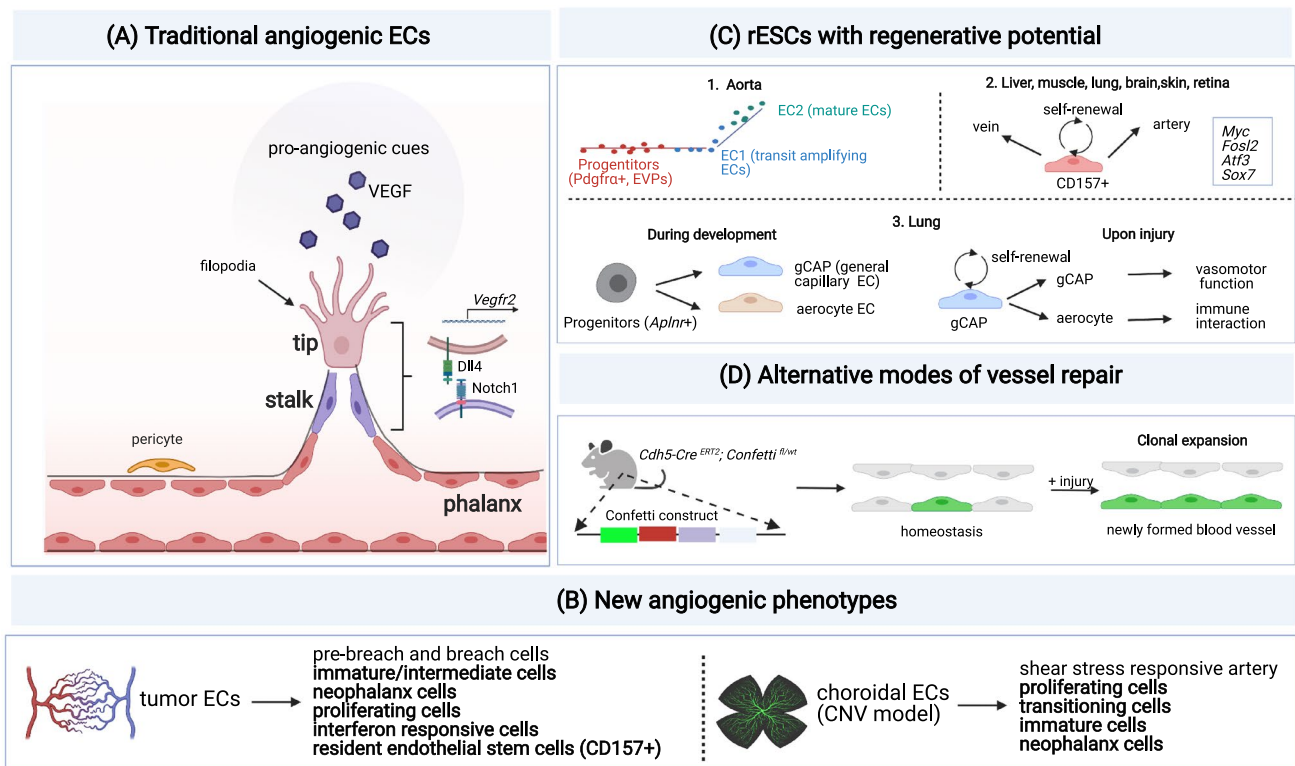 (A) Traditional angiogenic ECs
pro-angiogenic cues
VEGF
filopodia
Vegfr2
tip
Dll4
Notch1
stalk
pericyte
phalanx
(C) rESCs with regenerative potential
1. Aorta
EC2 (mature ECs)
Progenitors
(Pdgfrα+, EVPs)
EC1 (transit amplifying
ECs)
2. Liver, muscle, lung, brain,skin, retina
self-renewal
vein
artery
CD157+
Myc
Fosl2
Atf3
Sox7
3. Lung
During development
gCAP (general
capillary EC)
aerocyte EC
Progenitors (Aplnr+)
Upon injury
self-renewal
gCAP
gCAP
vasomotor
function
aerocyte
immune
interaction
(D) Alternative modes of vessel repair
Cdh5-Cre ERT2; Confetti fl/wt
Confetti construct
homeostasis
+ injury
Clonal expansion
newly formed blood vessel
(B) New angiogenic phenotypes
tumor ECs
pre-breach and breach cells
immature/intermediate cells
neophalanx cells
proliferating cells
interferon responsive cells
resident endothelial stem cells (CD157+)
choroidal ECs
(CNV model)
shear stress responsive artery
proliferating cells
transitioning cells
immature cells
neophalanx cells